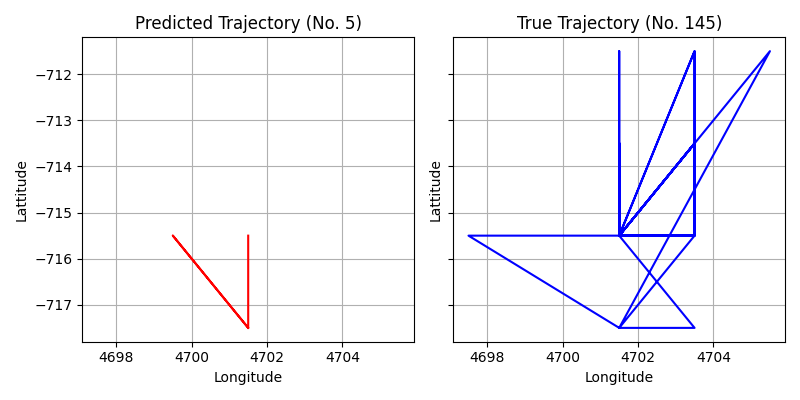 Predicted Trajectory (No. 5)
True Trajectory (No. 145)
−712
−713
−714
−715
−716
−717
Lattitude
Lattitude
4698
4700
4702
4704
4698
4700
4702
4704
Longitude
Longitude